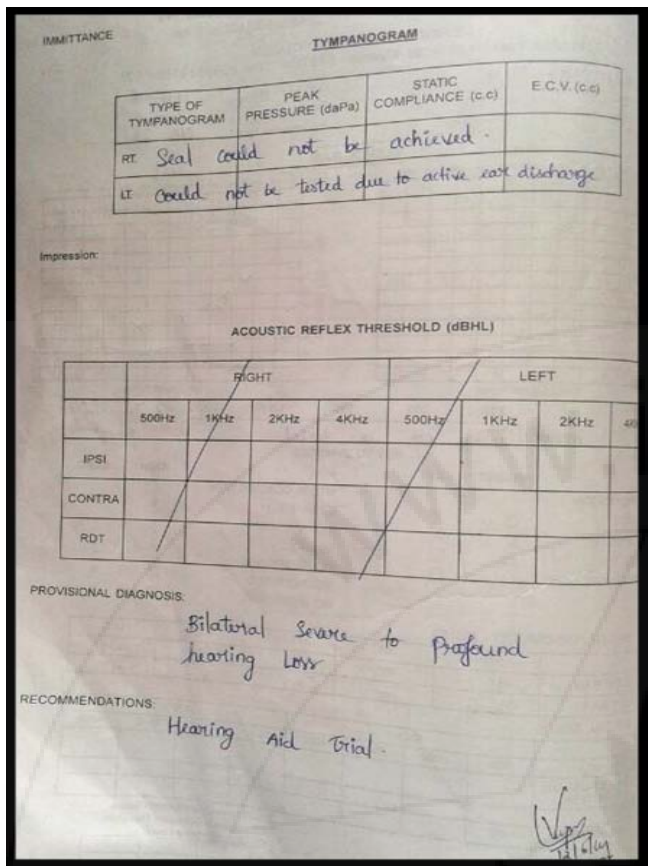 IMMITTANCE
TYMPANOGRAM
TYPE OF TYMPANOGRAM PEAK PRESSURE (daPa) STATIC COMPLIANCE (c.c) E.C.V. (c.c)
RT. Seal could not be achieved.
LT. Could not be tested due to active ear discharge
Impression:
ACOUSTIC REFLEX THRESHOLD (dBHL)
RIGHT LEFT
500Hz 1KHz 2KHz 4KHz 500Hz 1KHz 2KHz
IPSI
CONTRA
RDT
PROVISIONAL DIAGNOSIS:
Bilateral Severe to Profound
hearing Loss
RECOMMENDATIONS:
Hearing Aid Trial.